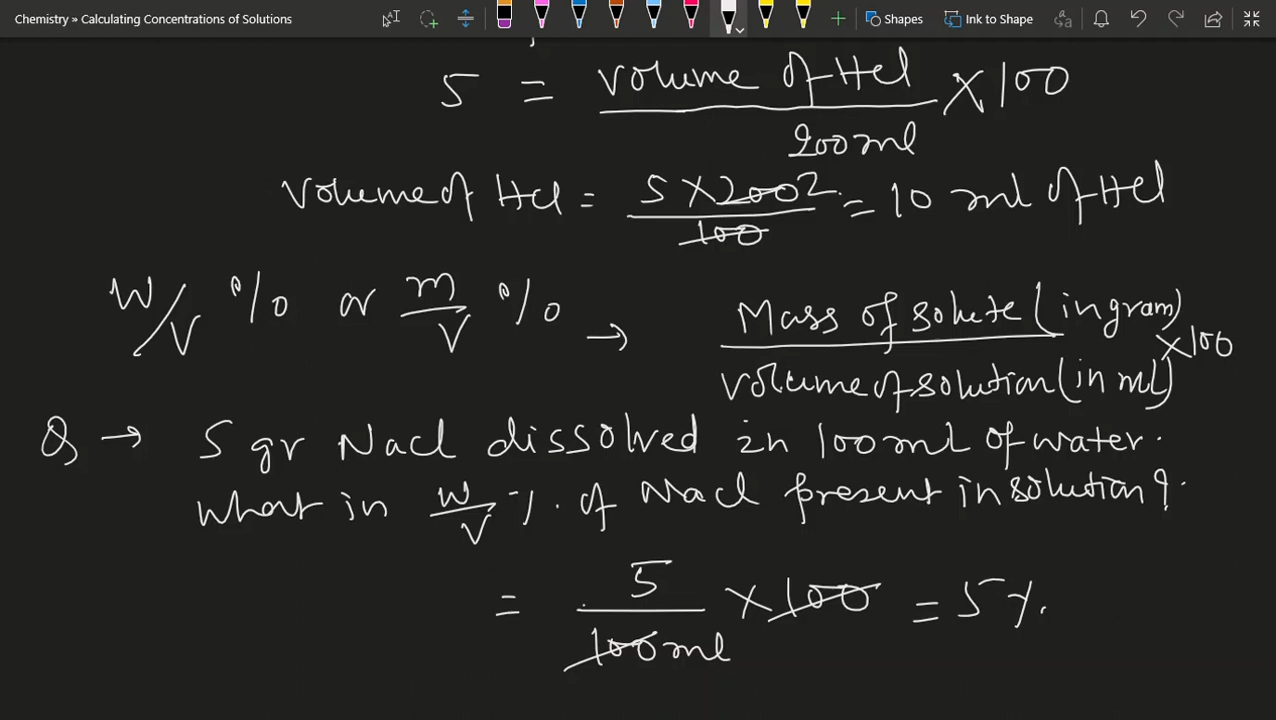 Chemistry » Calculating Concentrations of Solutions
Shapes
Ink to Shape
5 = volume of Hcl / 200ml × 100
Volume of Hcl = 5 × 200 2 / 100 = 10 ml of Hcl
W/V % or m/V % → Mass of solute (in gram) / volume of solution (in ml) × 100
Q → 5 gr Nacl dissolved in 100ml of water.
what in w/V %. of Nacl present in solution?
= 5 / 100ml × 100 = 5 %.